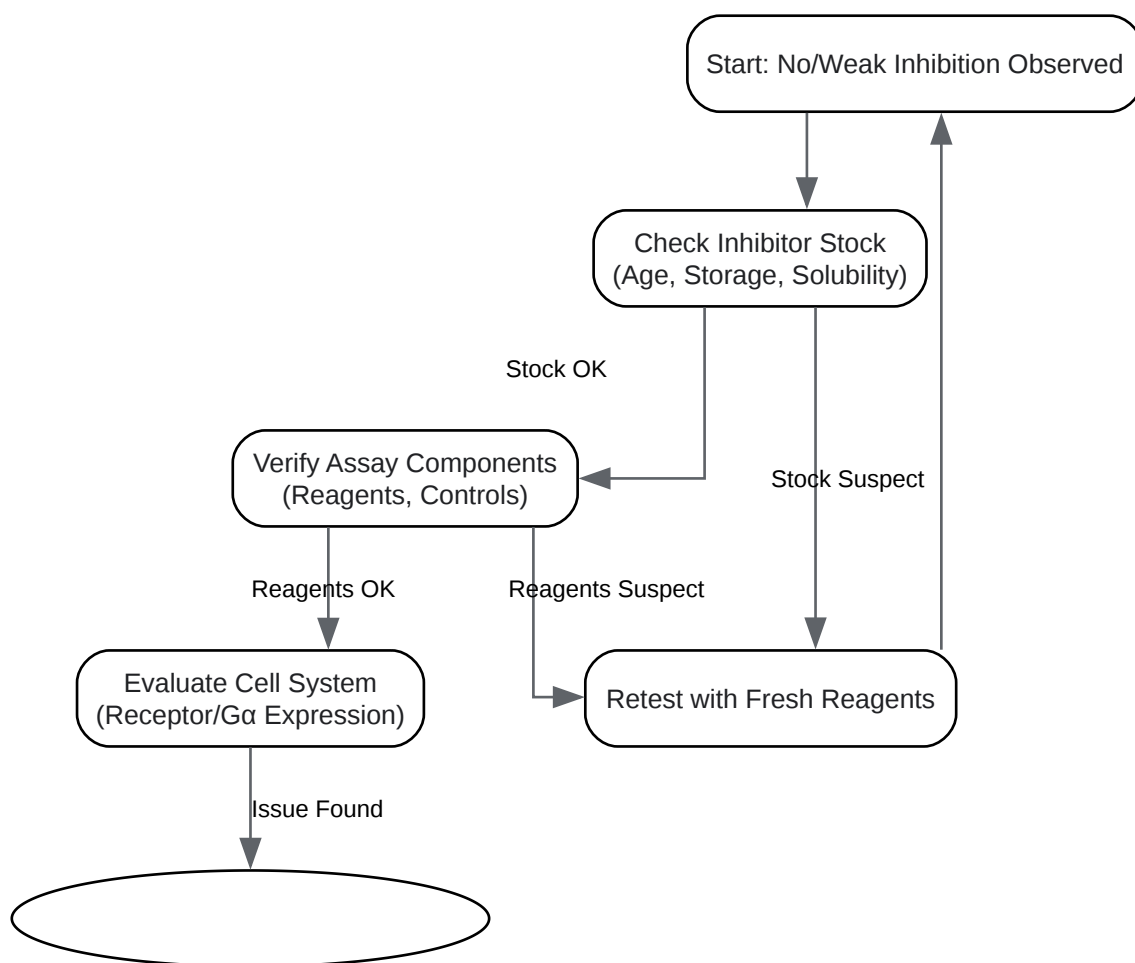 Start: No/Weak Inhibition Observed
Check Inhibitor Stock
(Age, Storage, Solubility)
Stock OK
Verify Assay Components
(Reagents, Controls)
Stock Suspect
Reagents OK
Reagents Suspect
Evaluate Cell System
(Receptor/Gα Expression)
Retest with Fresh Reagents
Issue Found